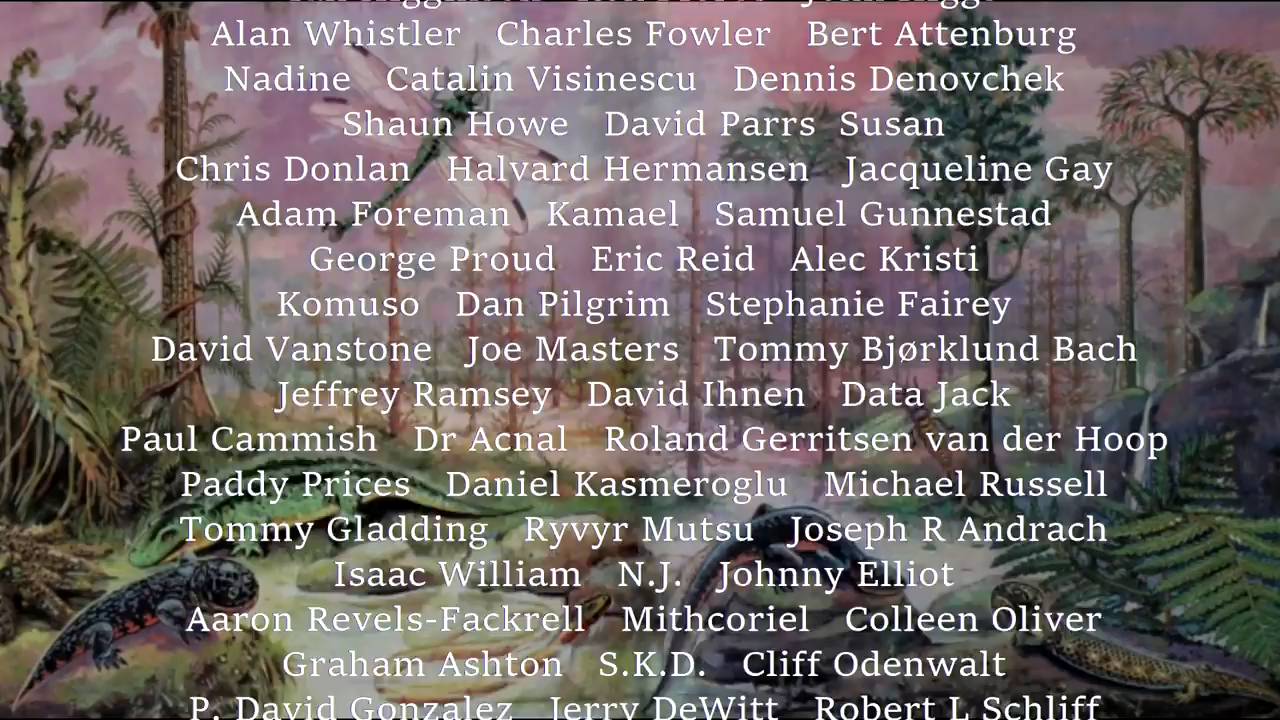 Alan Whistler Charles Fowler Bert Attenburg
Nadine Catalin Visinescu Dennis Denovchek
Shaun Howe David Parrs Susan
Chris Donlan Halvard Hermansen Jacqueline Gay
Adam Foreman Kamael Samuel Gunnestad
George Proud Eric Reid Alec Kristi
Komuso Dan Pilgrim Stephanie Fairey
David Vanstone Joe Masters Tommy Bjørklund Bach
Jeffrey Ramsey David Ihnen Data Jack
Paul Cammish Dr Acnal Roland Gerritsen van der Hoop
Paddy Prices Daniel Kasmeroglu Michael Russell
Tommy Gladding Ryvyr Mutsu Joseph R Andrach
Isaac William N.J. Johnny Elliot
Aaron Revels-Fackrell Mithcoriel Colleen Oliver
Graham Ashton S.K.D. Cliff Odenwalt
P. David Gonzalez Jerry DeWitt Robert L Schliff